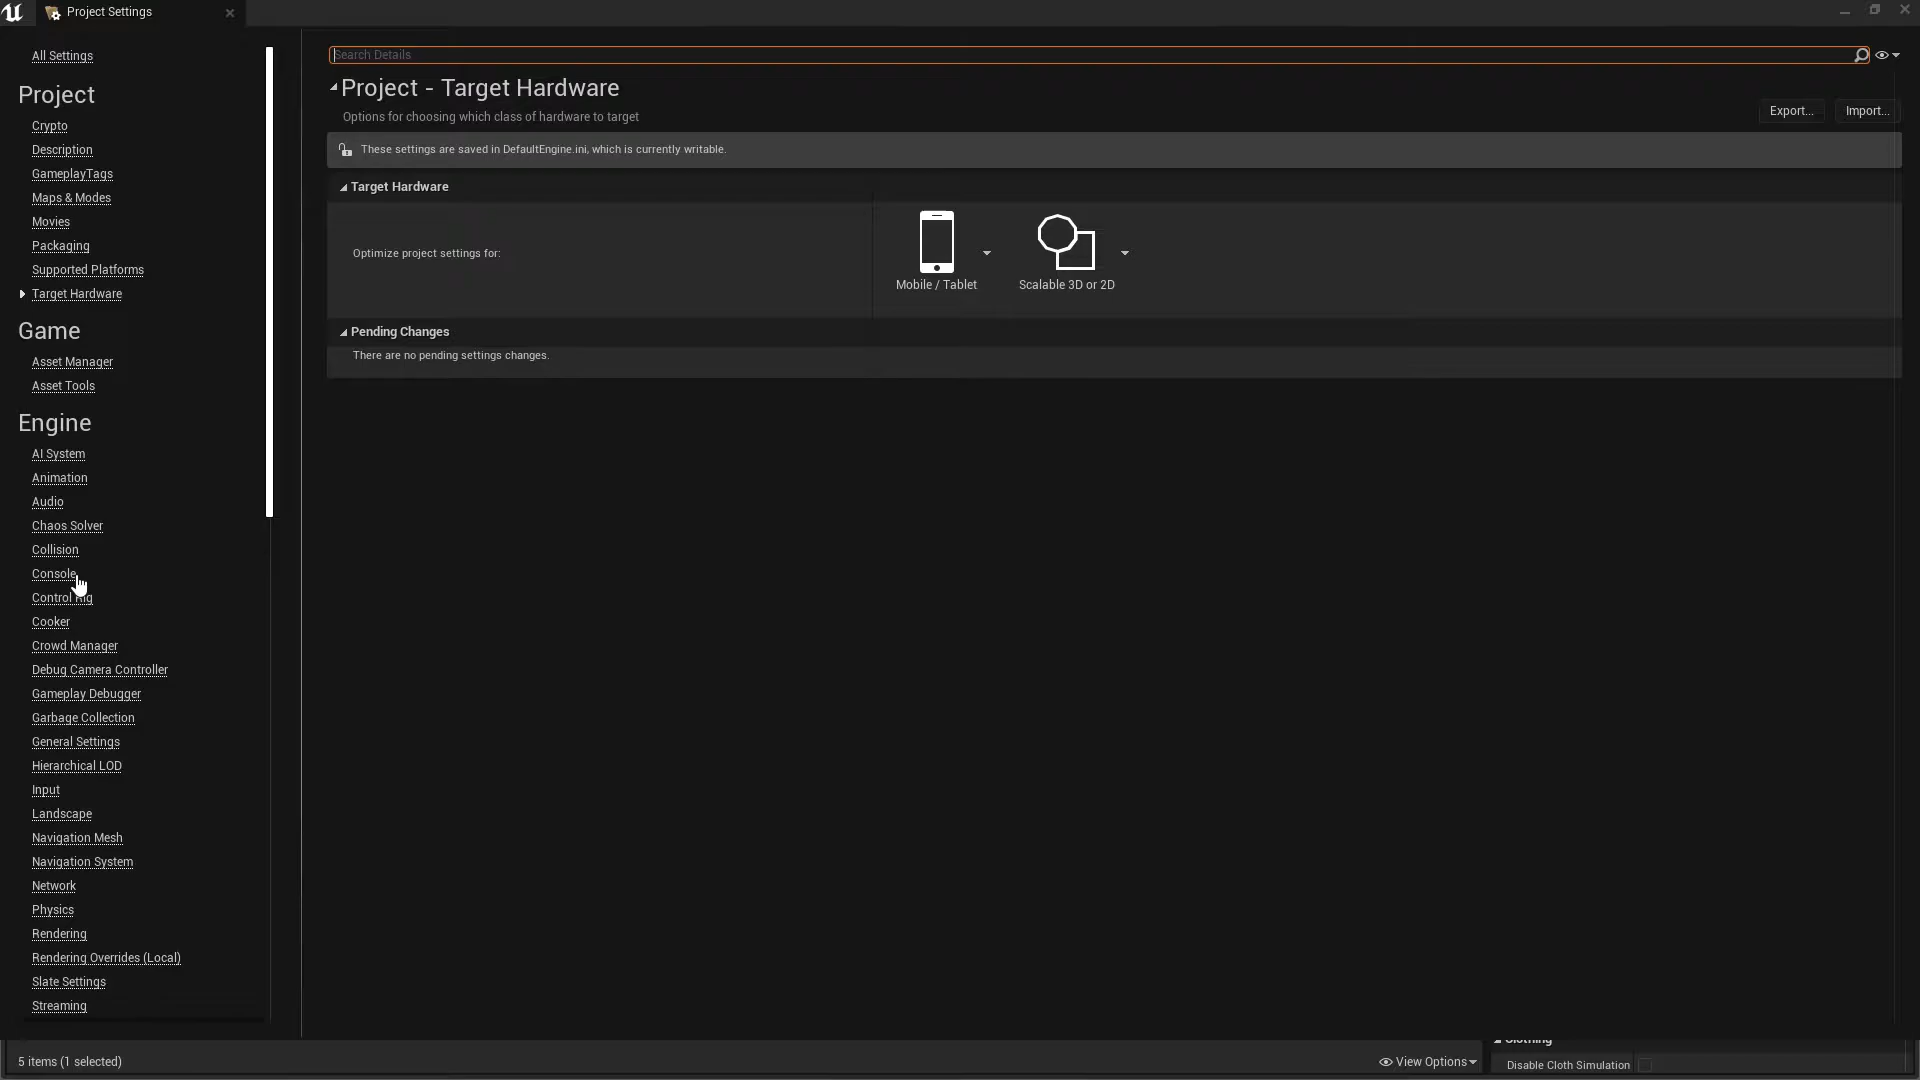 Project Settings
All Settings
Project
Crypto
Description
GameplayTags
Maps & Modes
Movies
Packaging
Supported Platforms
Target Hardware
Game
Asset Manager
Asset Tools
Engine
AI System
Animation
Audio
Chaos Solver
Collision
Console
Control Rig
Cooker
Crowd Manager
Debug Camera Controller
Gameplay Debugger
Garbage Collection
General Settings
Hierarchical LOD
Input
Landscape
Navigation Mesh
Navigation System
Network
Physics
Rendering
Rendering Overrides (Local)
Slate Settings
Streaming
Search Details
Project - Target Hardware
Options for choosing which class of hardware to target
Export...
Import...
These settings are saved in DefaultEngine.ini, which is currently writable.
Target Hardware
Optimize project settings for:
Mobile / Tablet
Scalable 3D or 2D
Pending Changes
There are no pending settings changes.
5 items (1 selected)
View Options
Clothing
Disable Cloth Simulation